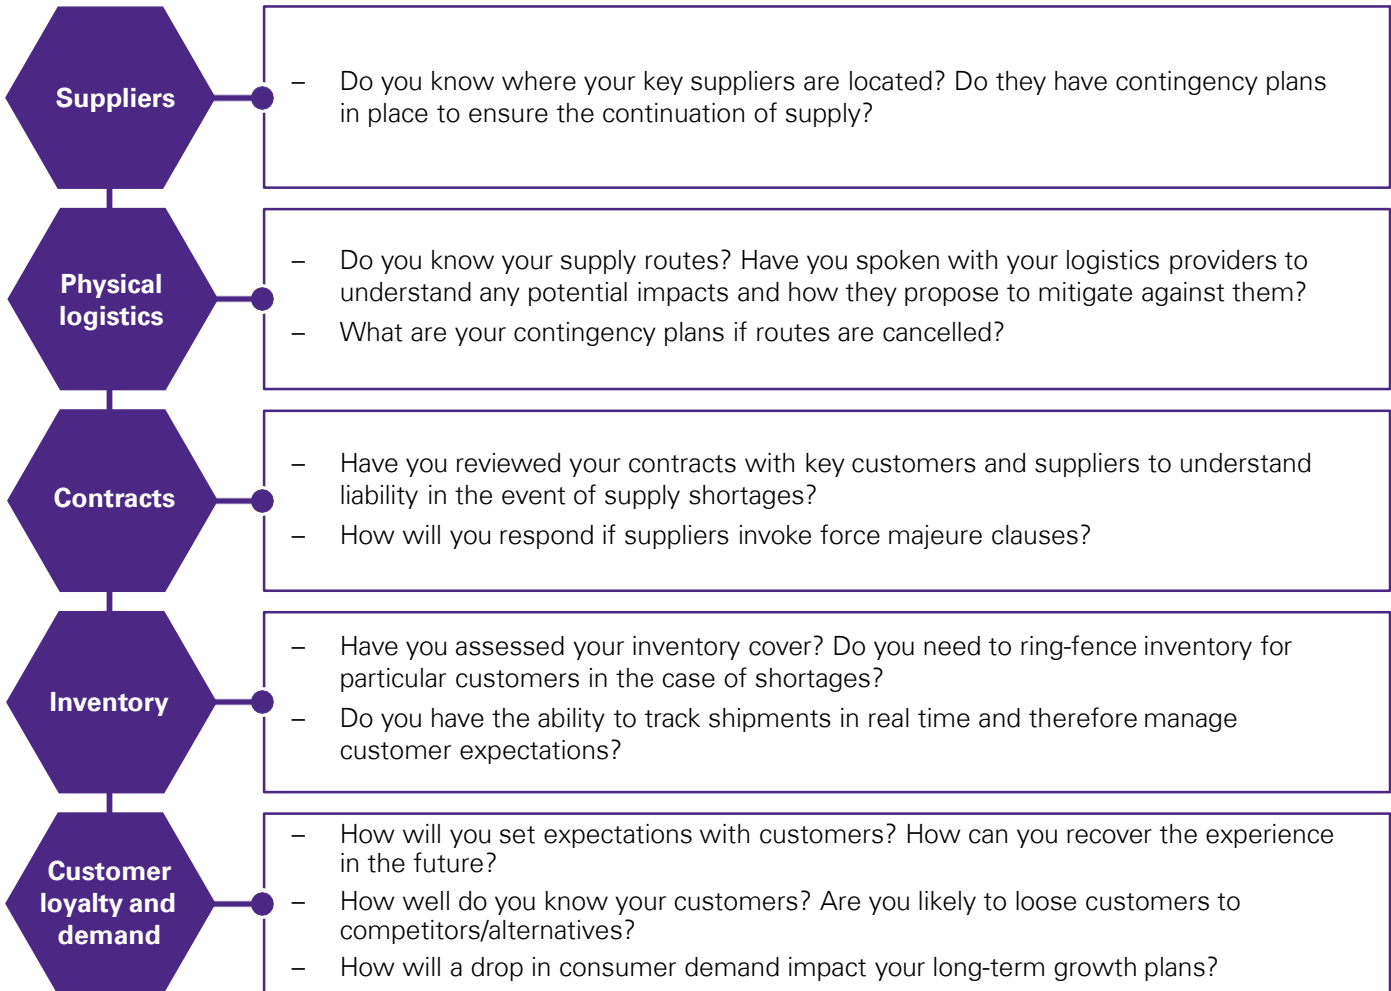 Suppliers
– Do you know where your key suppliers are located? Do they have contingency plans
in place to ensure the continuation of supply?
Physical
logistics
– Do you know your supply routes? Have you spoken with your logistics providers to
understand any potential impacts and how they propose to mitigate against them?
– What are your contingency plans if routes are cancelled?
Contracts
– Have you reviewed your contracts with key customers and suppliers to understand
liability in the event of supply shortages?
– How will you respond if suppliers invoke force majeure clauses?
Inventory
– Have you assessed your inventory cover? Do you need to ring-fence inventory for
particular customers in the case of shortages?
– Do you have the ability to track shipments in real time and therefore manage
customer expectations?
Customer
loyalty and
demand
– How will you set expectations with customers? How can you recover the experience
in the future?
– How well do you know your customers? Are you likely to loose customers to
competitors/alternatives?
– How will a drop in consumer demand impact your long-term growth plans?